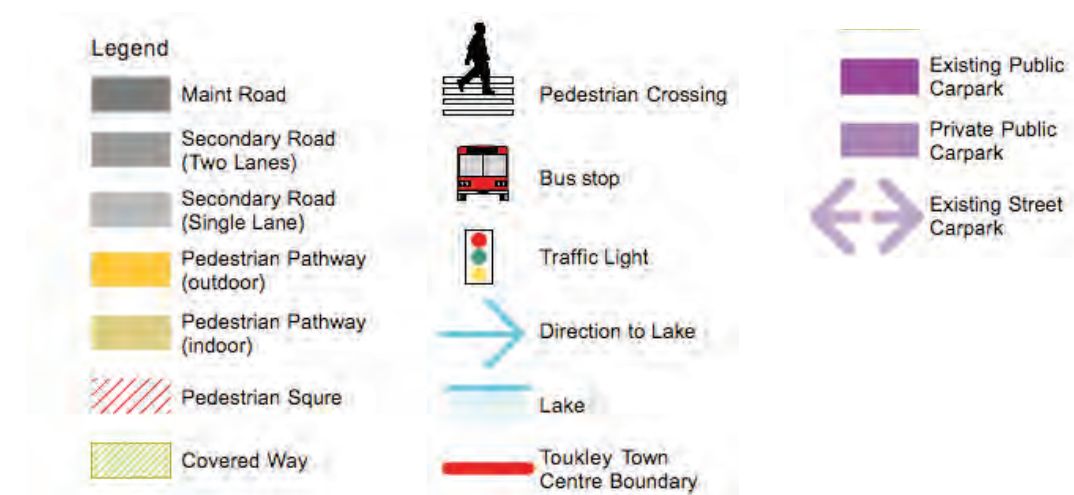 Legend
Maint Road
Secondary Road
(Two Lanes)
Secondary Road
(Single Lane)
Pedestrian Pathway
(outdoor)
Pedestrian Pathway
(indoor)
Pedestrian Squre
Covered Way
Pedestrian Crossing
Bus stop
Traffic Light
Direction to Lake
Lake
Toukley Town
Centre Boundary
Existing Public
Carpark
Private Public
Carpark
Existing Street
Carpark